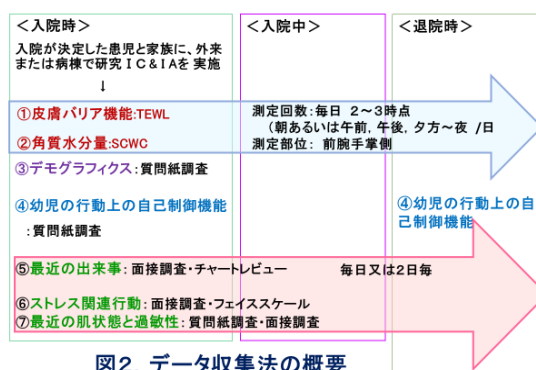 ＜入院時＞
入院が決定した患児と家族に、外来
または病棟で研究ＩＣ＆ＩＡを 実施
↓
①皮膚バリア機能：TEWL
②角質水分量：SCWC
③デモグラフィクス：質問紙調査
④幼児の行動上の自己制御機能
：質問紙調査
＜入院中＞
測定回数：毎日 2～3時点
（朝あるいは午前，午後，夕方～夜 /日
測定部位： 前腕手掌側
＜退院時＞
④幼児の行動上の自
己制御機能
⑤最近の出来事：面接調査・チャートレビュー
毎日又は2日毎
⑥ストレス関連行動：面接調査・フェイススケール
⑦最近の肌状態と過敏性：質問紙調査・面接調査
図2．データ収集法の概要